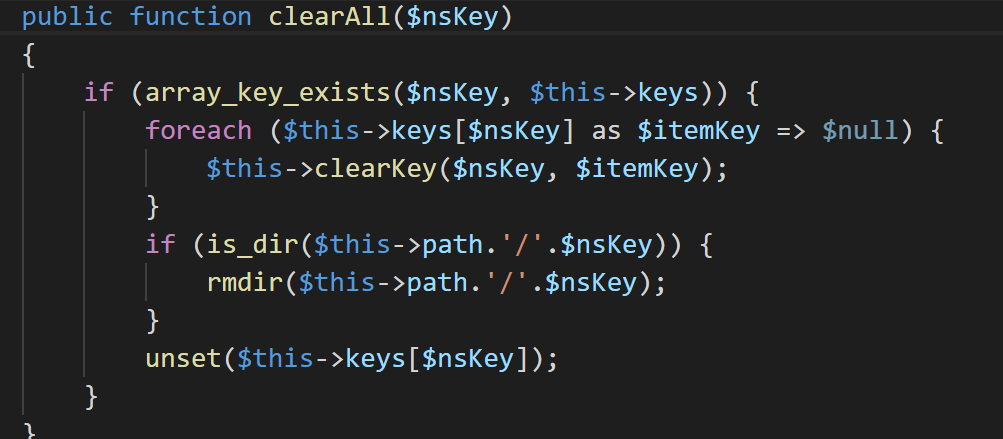 public function clearAll($nsKey)
{
    if (array_key_exists($nsKey, $this->keys)) {
        foreach ($this->keys[$nsKey] as $itemKey => $null) {
            $this->clearKey($nsKey, $itemKey);
        }
        if (is_dir($this->path.'/'.$nsKey)) {
            rmdir($this->path.'/'.$nsKey);
        }
        unset($this->keys[$nsKey]);
    }
}